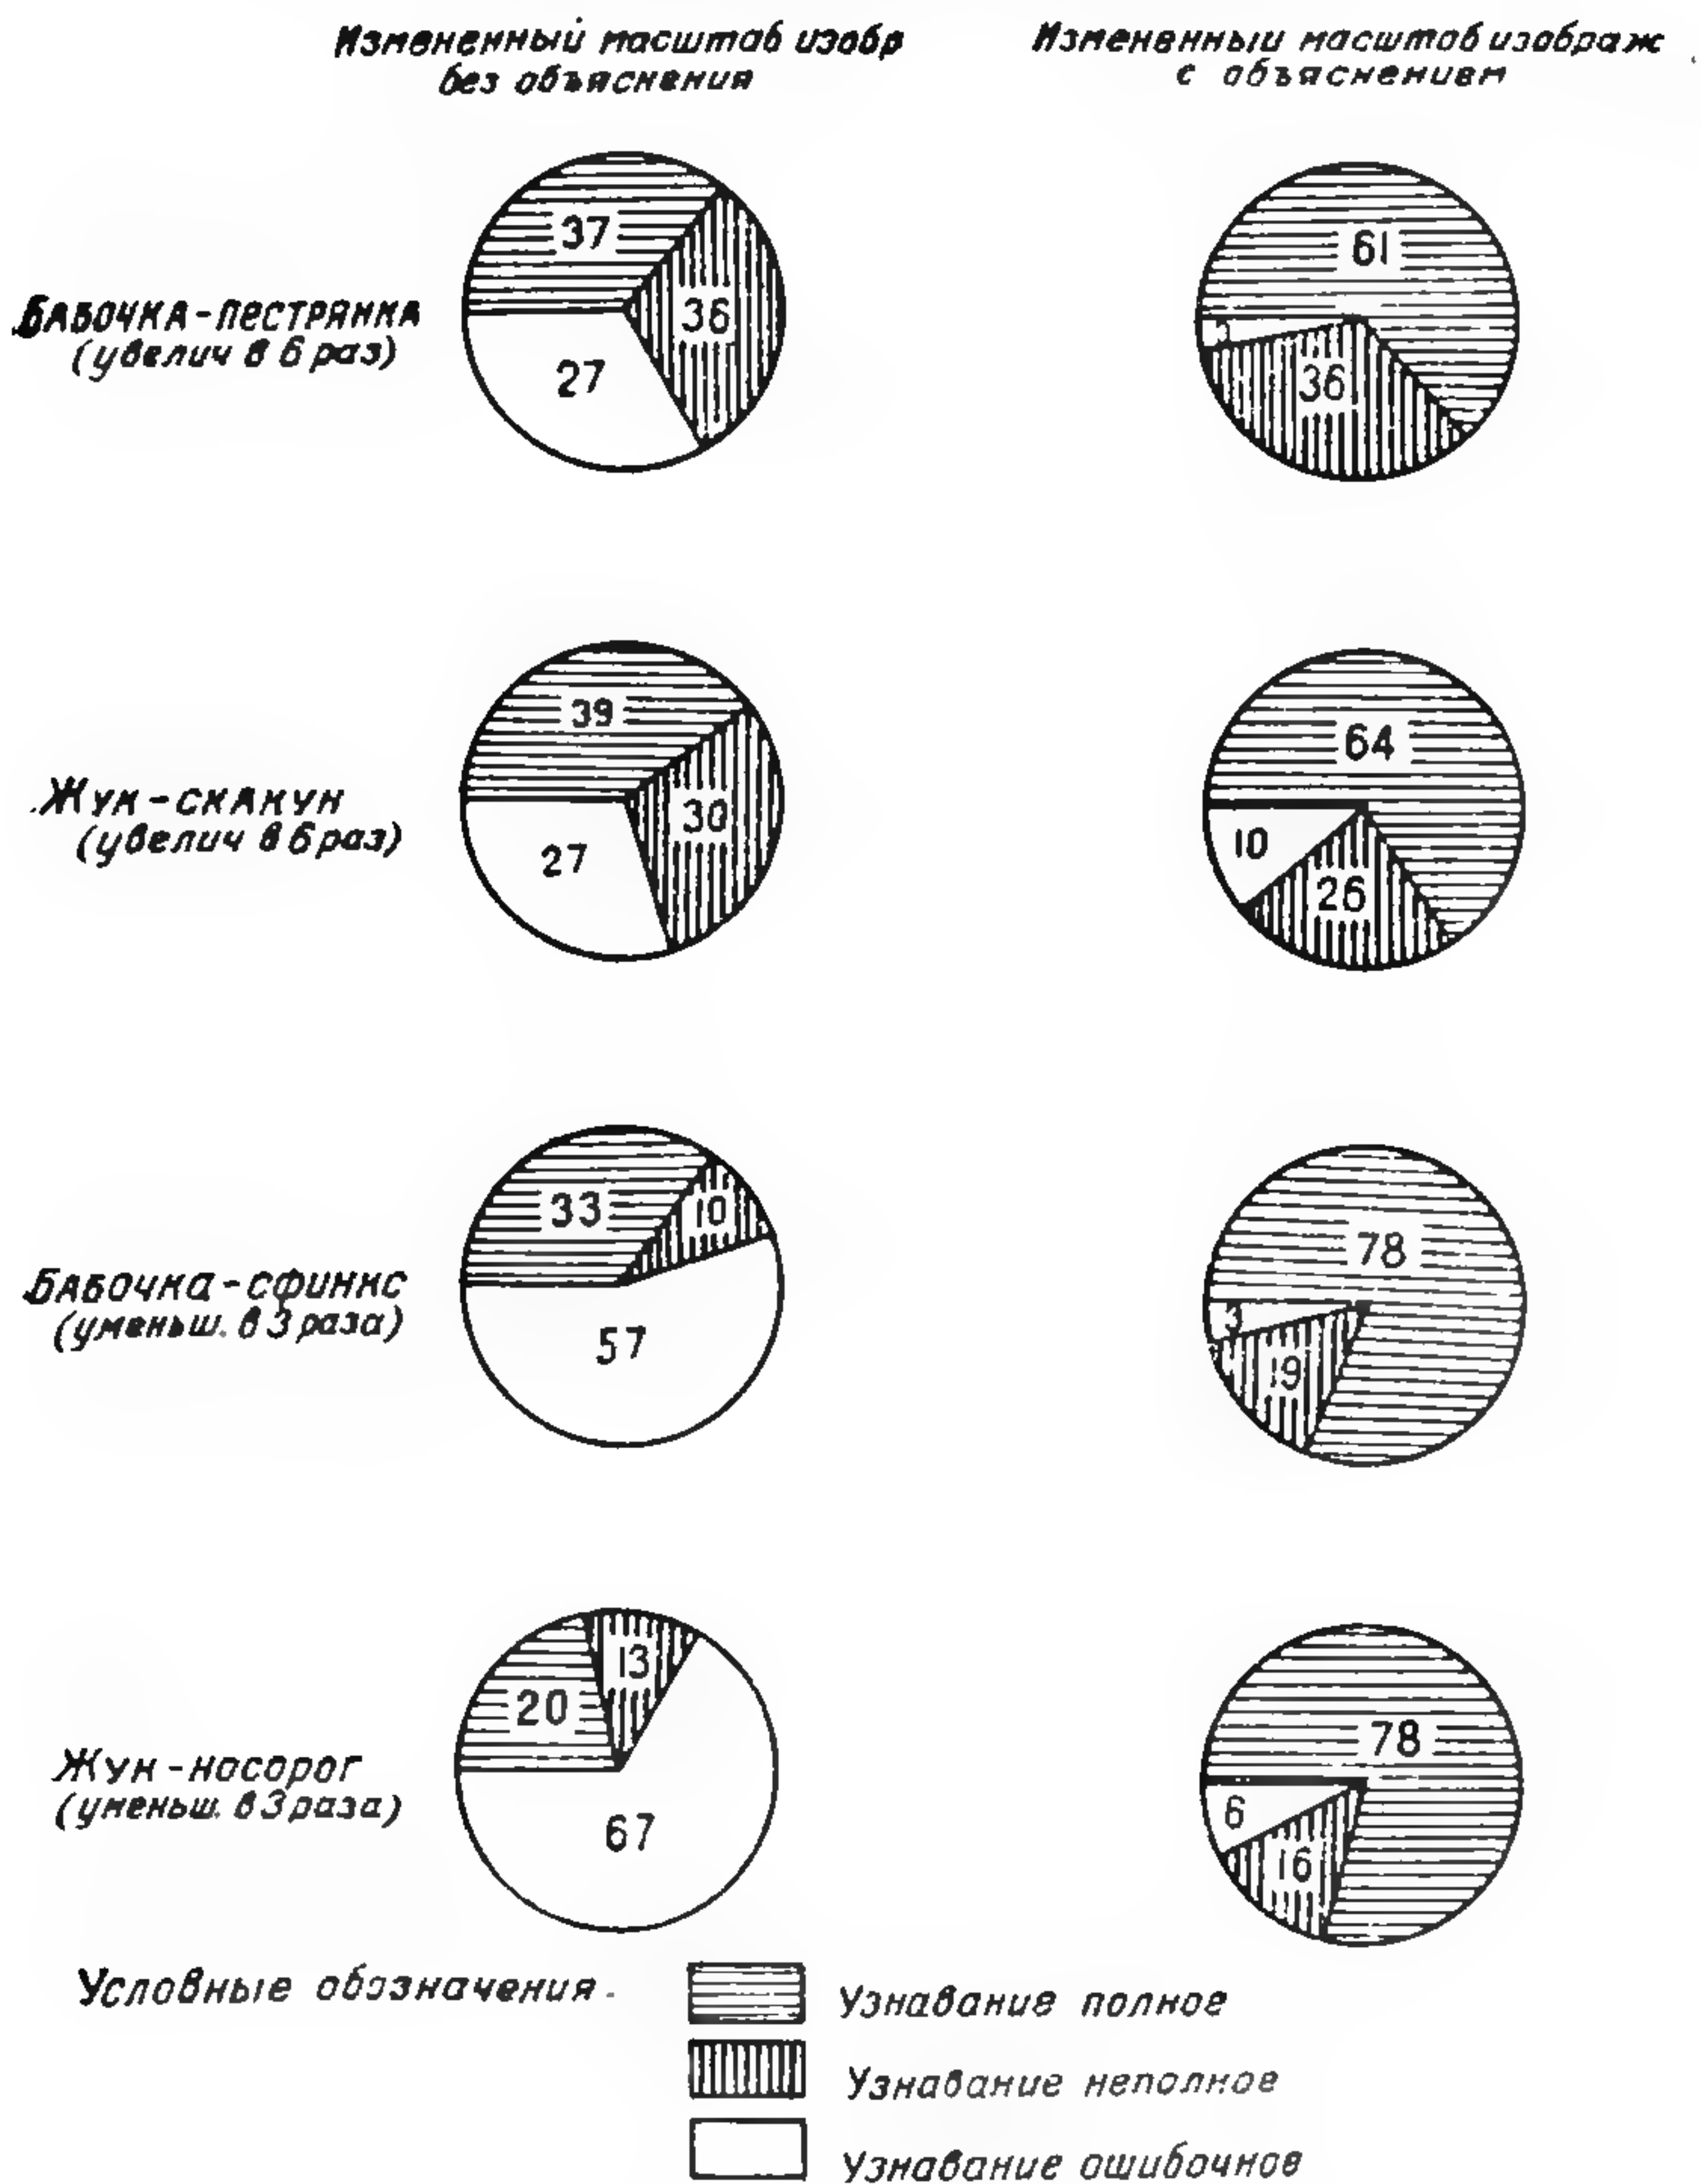 Измененный масштаб изобр
без объяснения
Измененный масштаб изображ.
с объяснением
37
36
27
61
3
36
БАБОЧКА-ПЕСТРЯНКА
(увелич в 6 раз)
39
30
27
64
10
26
ЖУК-СКАКУН
(увелич в 6 раз)
33
10
57
78
3
19
БАБОЧКА-СФИНКС
(уменьш. в 3 раза)
20
13
67
78
6
16
ЖУК-НОСОРОГ
(уменьш. в 3 раза)
Условные обозначения.
Узнавание полное
Узнавание неполное
Узнавание ошибочное